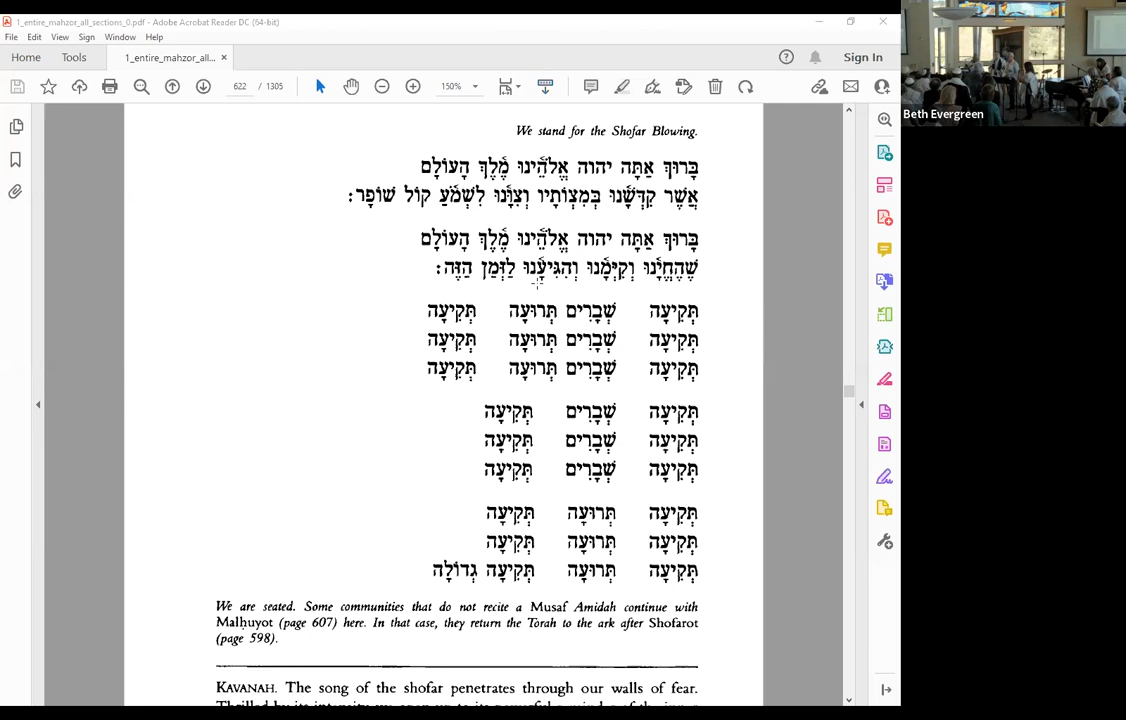 1_entire_mahzor_all_sections_0.pdf - Adobe Acrobat Reader DC (64-bit)
File Edit View Sign Window Help
Home Tools 1_entire_mahzor_all... × Sign In
622 / 1305 150%
Beth Evergreen
We stand for the Shofar Blowing.
בָּרוּךְ אַתָּה יהוה אֱלֹהֵינוּ מֶלֶךְ הָעוֹלָם
אֲשֶׁר קִדְּשָׁנוּ בְּמִצְוֹתָיו וְצִוָּנוּ לִשְׁמֹעַ קוֹל שׁוֹפָר:
בָּרוּךְ אַתָּה יהוה אֱלֹהֵינוּ מֶלֶךְ הָעוֹלָם
שֶׁהֶחֱיָנוּ וְקִיְּמָנוּ וְהִגִּיעָנוּ לַזְּמַן הַזֶּה:
תְּקִיעָה שְׁבָרִים תְּרוּעָה תְּקִיעָה
תְּקִיעָה שְׁבָרִים תְּרוּעָה תְּקִיעָה
תְּקִיעָה שְׁבָרִים תְּרוּעָה תְּקִיעָה
תְּקִיעָה שְׁבָרִים תְּקִיעָה
תְּקִיעָה שְׁבָרִים תְּקִיעָה
תְּקִיעָה שְׁבָרִים תְּקִיעָה
תְּקִיעָה תְּרוּעָה תְּקִיעָה
תְּקִיעָה תְּרוּעָה תְּקִיעָה
תְּקִיעָה תְּרוּעָה תְּקִיעָה גְדוֹלָה
We are seated. Some communities that do not recite a Musaf Amidah continue with
Malḥuyot (page 607) here. In that case, they return the Torah to the ark after Shofarot
(page 598).
KAVANAH. The song of the shofar penetrates through our walls of fear.